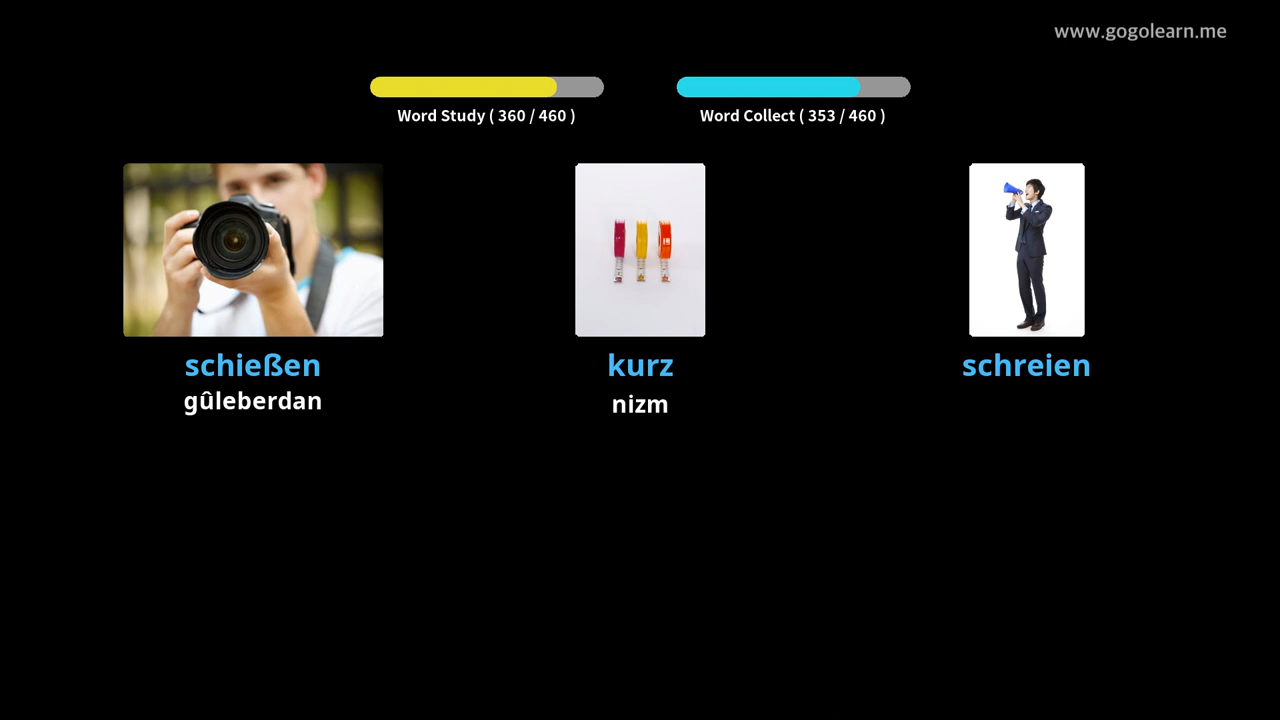 www.gogolearn.me
Word Study ( 360 / 460 )
Word Collect ( 353 / 460 )
schießen
kurz
schreien
gûleberdan
nizm